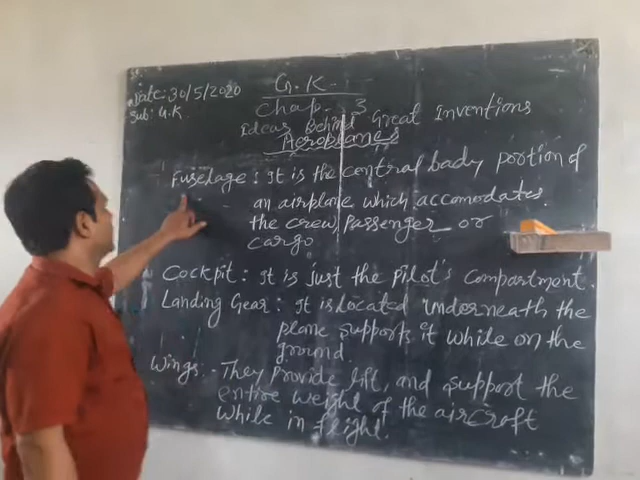 Date: 30/5/2020
Sub: G.K
G.K
Chap - 3
Ideas Behind Great Inventions
Aeroplanes
Fuselage: It is the central bady portion of
an airplane which accomodates
the crew, Passenger or
cargo
Cockpit: It is just the pilot's compartment.
Landing Gear: It is located underneath the
plane supports it while on the
ground.
Wings - They provide lift, and support the
entire weight of the aircraft
while in flight.